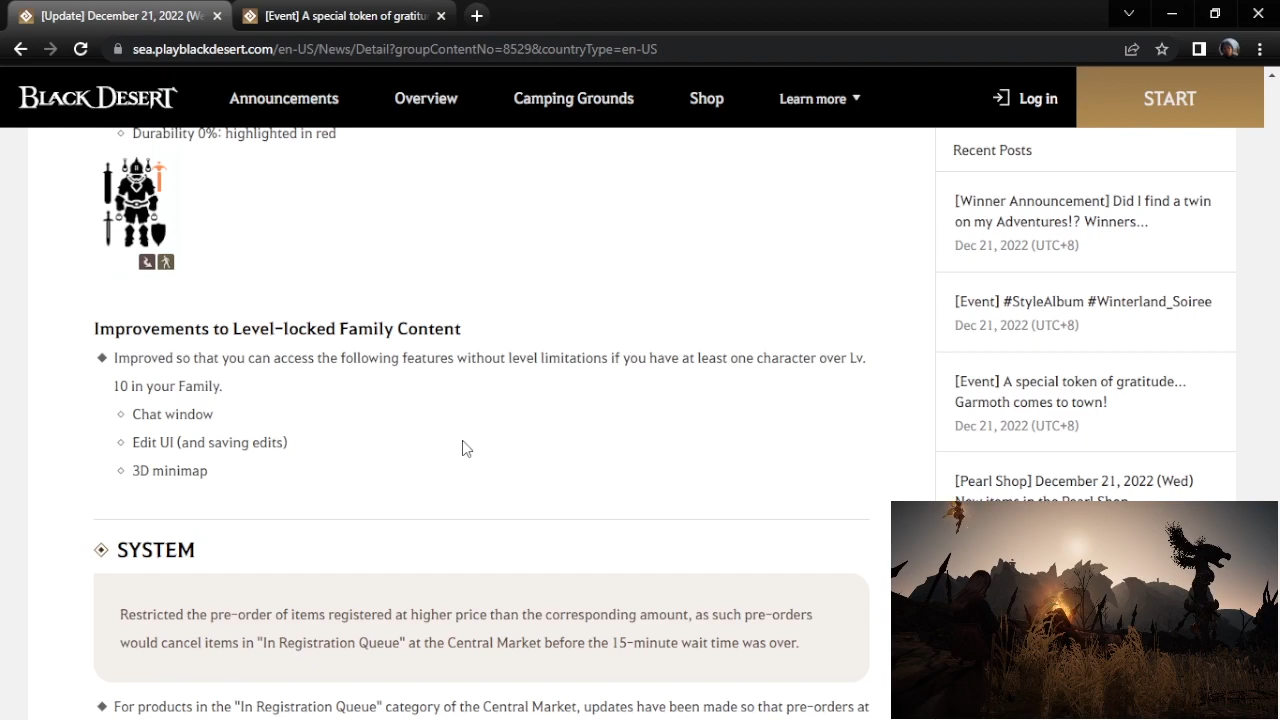 [Update] December 21, 2022 (W
[Event] A special token of gratitu
sea.playblackdesert.com/en-US/News/Detail?groupContentNo=8529&countryType=en-US
BLACK DESERT
Announcements
Overview
Camping Grounds
Shop
Learn more
Log in
START
Durability 0%: highlighted in red
Improvements to Level-locked Family Content
Improved so that you can access the following features without level limitations if you have at least one character over Lv.
10 in your Family.
Chat window
Edit UI (and saving edits)
3D minimap
SYSTEM
Restricted the pre-order of items registered at higher price than the corresponding amount, as such pre-orders
would cancel items in "In Registration Queue" at the Central Market before the 15-minute wait time was over.
For products in the "In Registration Queue" category of the Central Market, updates have been made so that pre-orders at
Recent Posts
[Winner Announcement] Did I find a twin
on my Adventures!? Winners...
Dec 21, 2022 (UTC+8)
[Event] #StyleAlbum #Winterland_Soiree
Dec 21, 2022 (UTC+8)
[Event] A special token of gratitude...
Garmoth comes to town!
Dec 21, 2022 (UTC+8)
[Pearl Shop] December 21, 2022 (Wed)
New items in the Pearl Shop